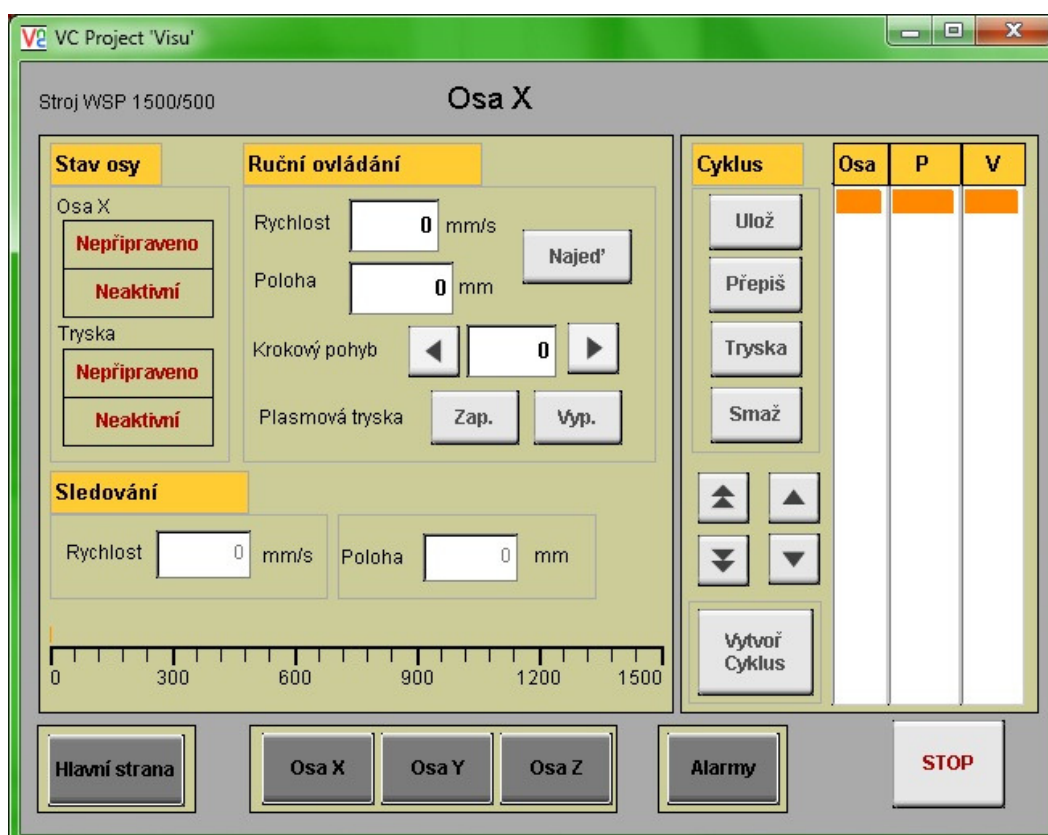 VC Project 'Visu'
Stroj WSP 1500/500
Osa X
Stav osy
Osa X
Nepřipraveno
Neaktivní
Tryska
Nepřipraveno
Neaktivní
Ruční ovládání
Rychlost 0 mm/s
Poloha 0 mm
Najeď
Krokový pohyb 0
Plasmová tryska Zap. Vyp.
Sledování
Rychlost 0 mm/s Poloha 0 mm
0 300 600 900 1200 1500
Cyklus
Ulož
Přepiš
Tryska
Smaž
Vytvoř
Cyklus
Osa P V
Hlavní strana Osa X Osa Y Osa Z Alarmy STOP